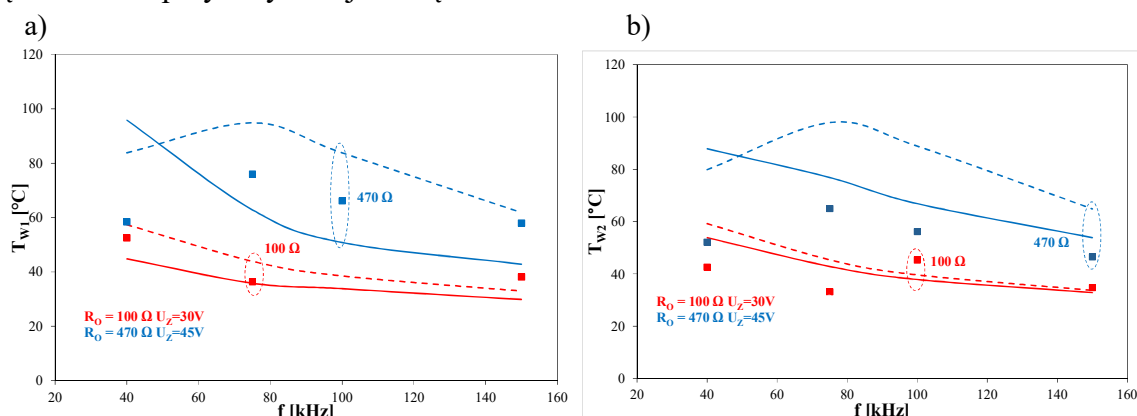 a)
b)
120
100
80
60
40
20
0
T_W1 [°C]
470 Ω
100 Ω
R_O = 100 Ω U_Z=30V
R_O = 470 Ω U_Z=45V
20 40 60 80 100 120 140 160
f [kHz]
120
100
80
60
40
20
0
T_W2 [°C]
470 Ω
100 Ω
R_O = 100 Ω U_Z=30V
R_O = 470 Ω U_Z=45V
20 40 60 80 100 120 140 160
f [kHz]